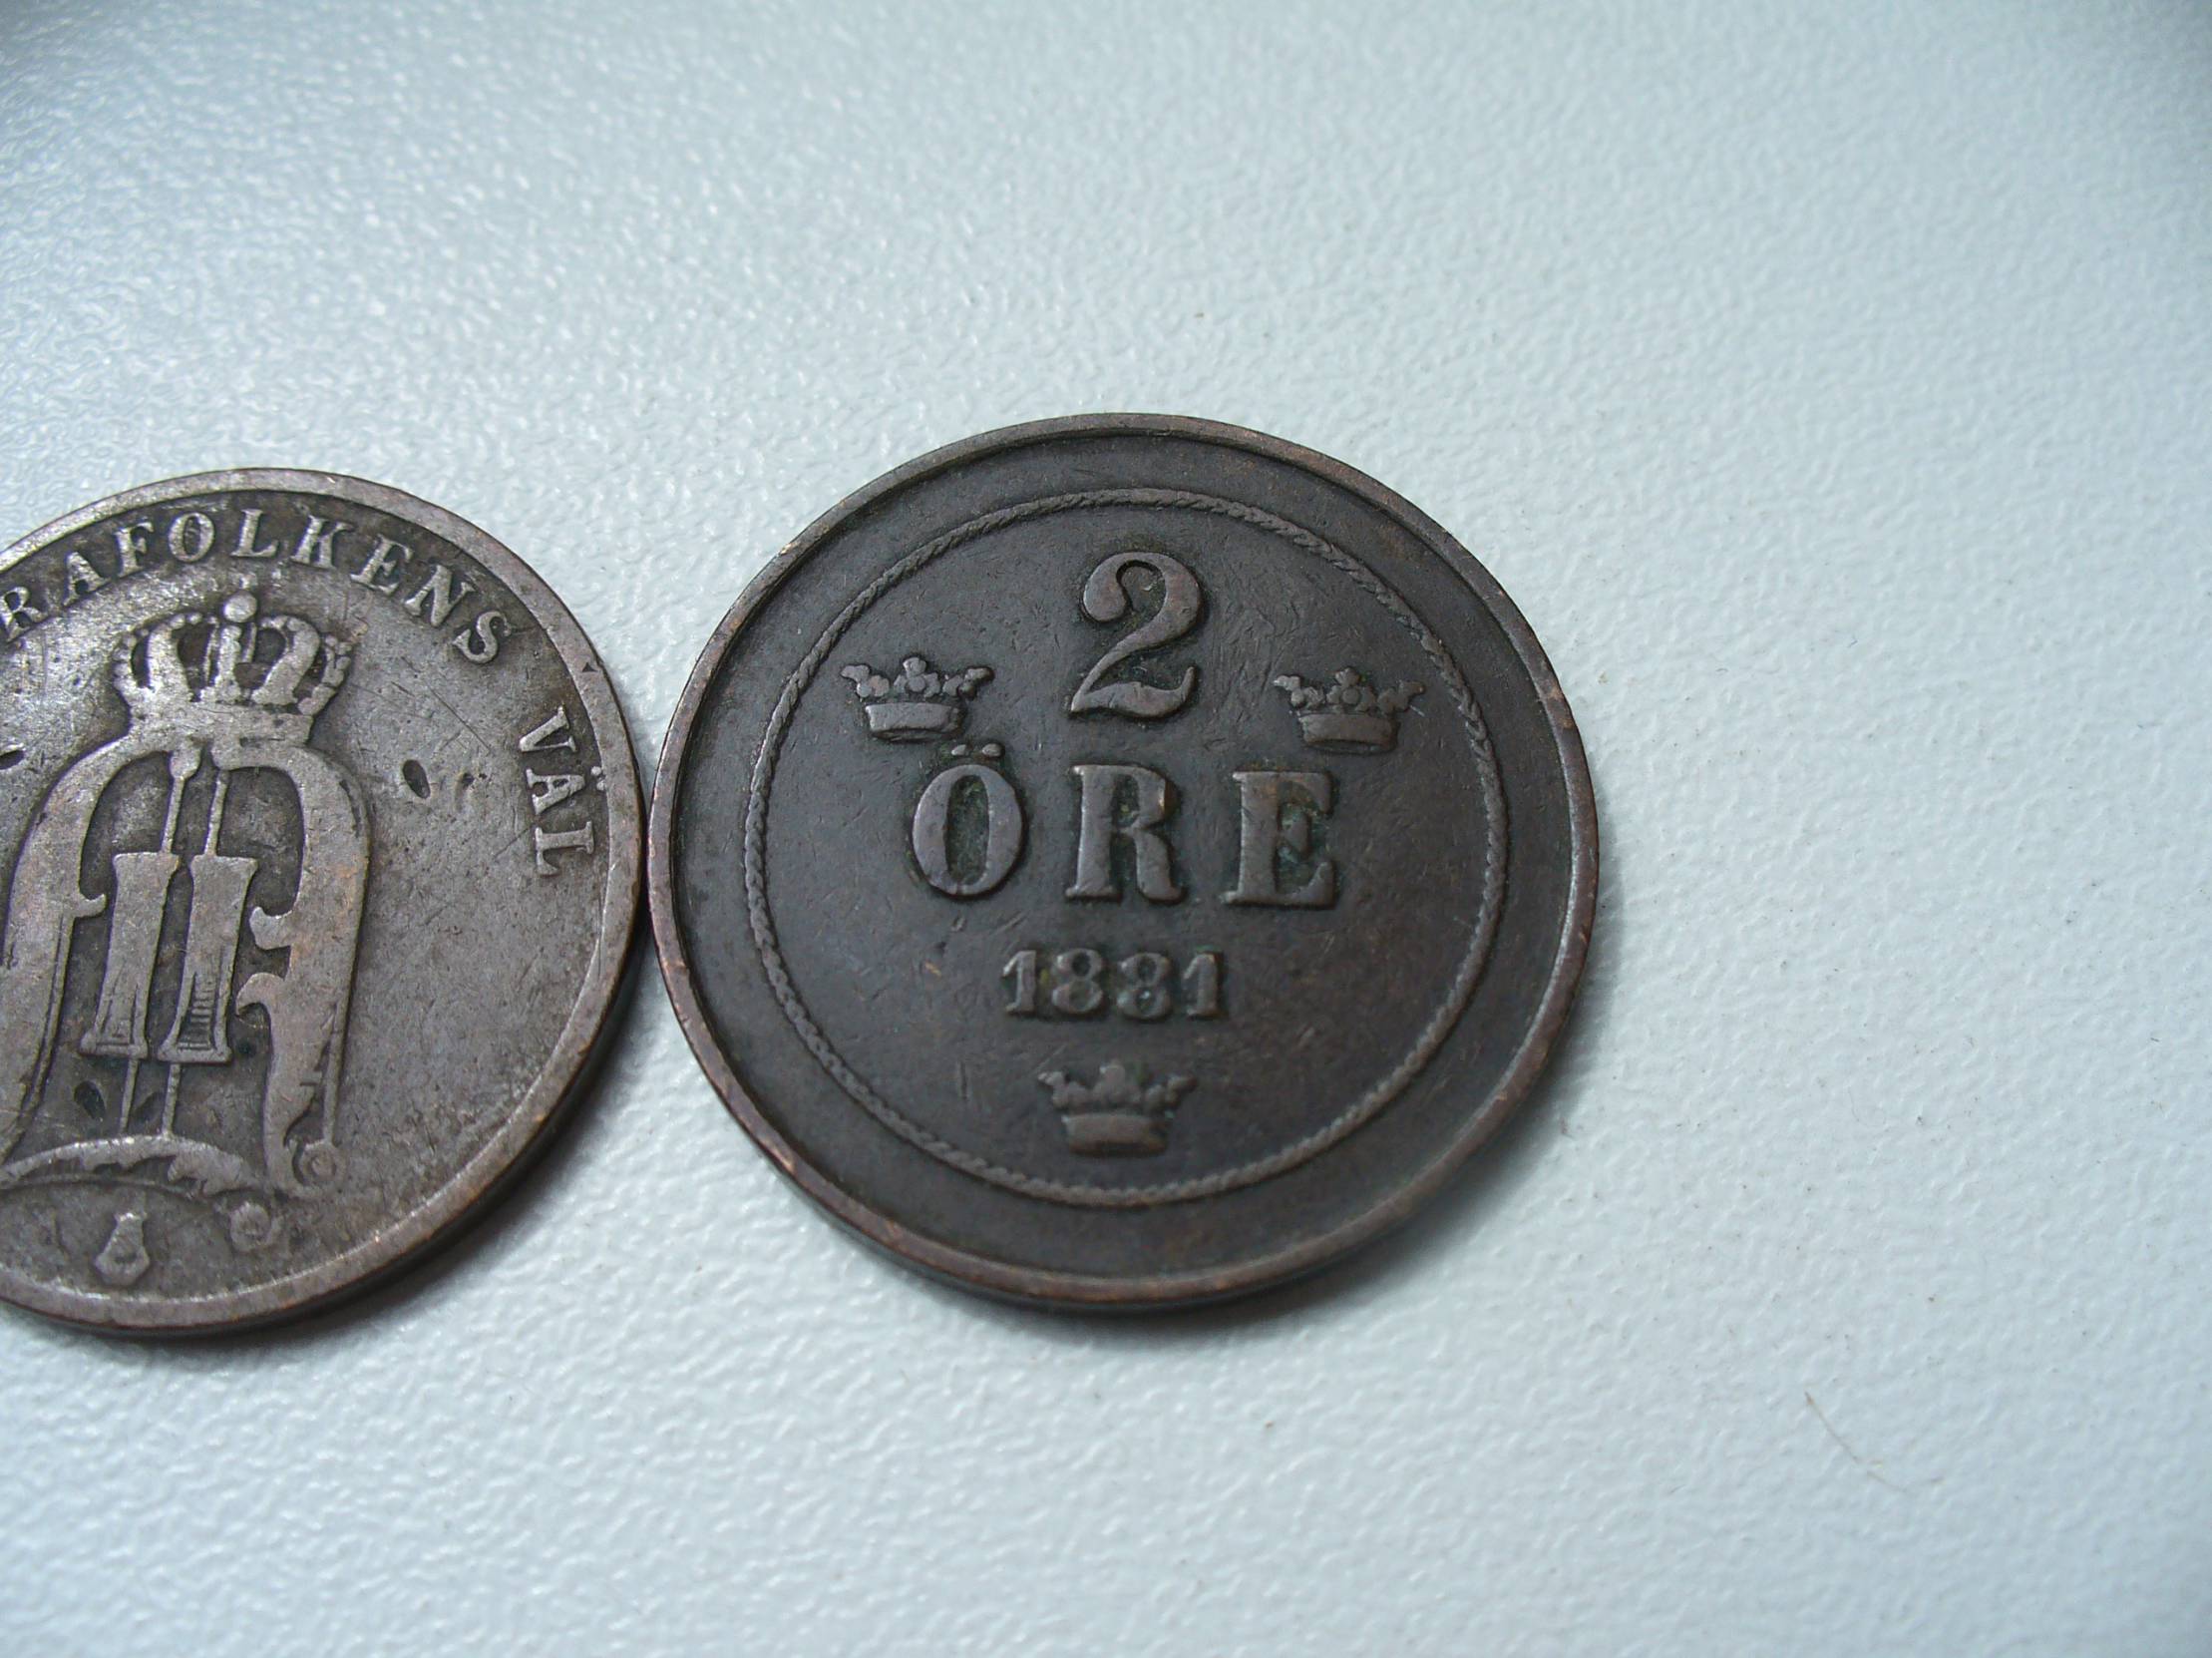 RAFOLKENS VÄL
2
ÖRE
1881